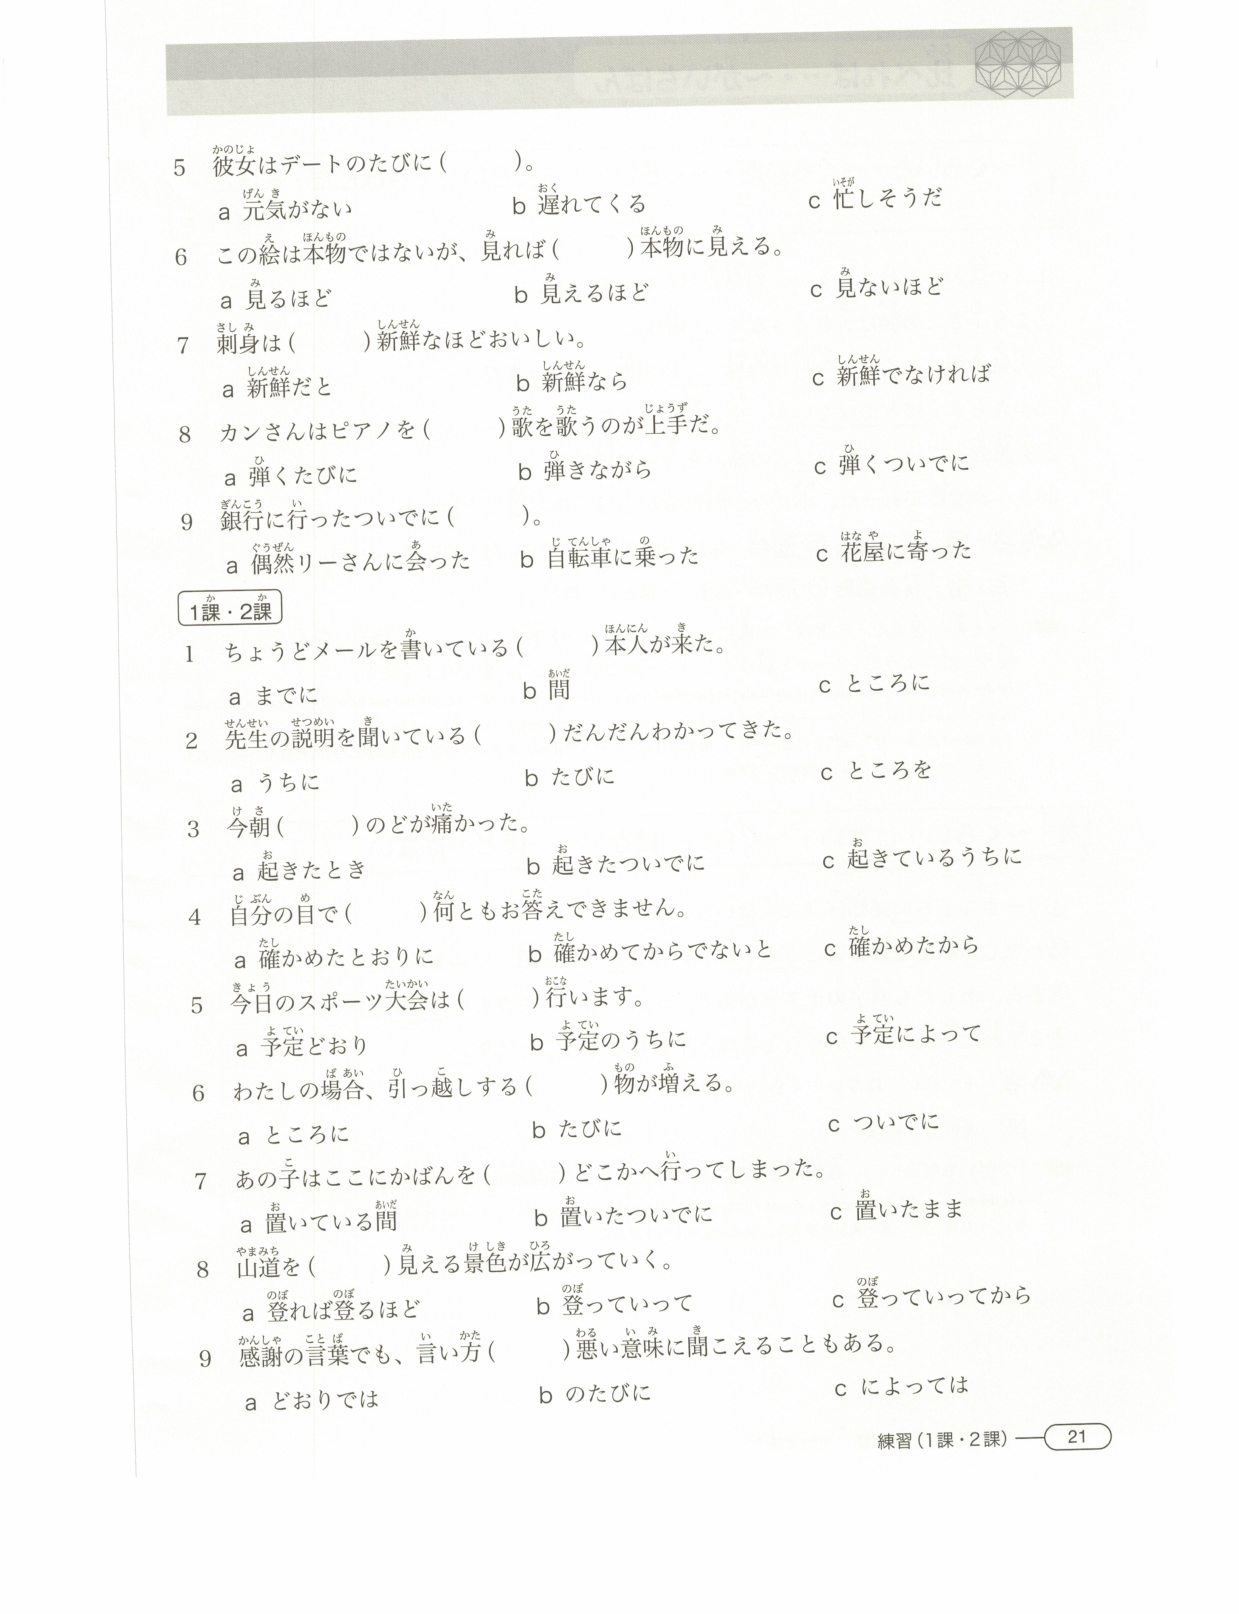 5 彼女はデートのたびに( )。
a 元気がない b 遅れてくる c 忙しそうだ
6 この絵は本物ではないが、見れば( )本物に見える。
a 見るほど b 見えるほど c 見ないほど
7 刺身は( )新鮮なほどおいしい。
a 新鮮だと b 新鮮なら c 新鮮でなければ
8 カンさんはピアノを( )歌を歌うのが上手だ。
a 弾くたびに b 弾きながら c 弾くついでに
9 銀行に行ったついでに( )。
a 偶然リーさんに会った b 自転車に乗った c 花屋に寄った
1課・2課
1 ちょうどメールを書いている( )本人が来た。
a までに b 間 c ところに
2 先生の説明を聞いている( )だんだんわかってきた。
a うちに b たびに c ところを
3 今朝( )のどが痛かった。
a 起きたとき b 起きたついでに c 起きているうちに
4 自分の目で( )何ともお答えできません。
a 確かめたとおりに b 確かめてからでないと c 確かめたから
5 今日のスポーツ大会は( )行います。
a 予定どおり b 予定のうちに c 予定によって
6 わたしの場合、引っ越しする( )物が増える。
a ところに b たびに c ついでに
7 あの子はここにかばんを( )どこかへ行ってしまった。
a 置いている間 b 置いたついでに c 置いたまま
8 山道を( )見える景色が広がっていく。
a 登れば登るほど b 登っていって c 登っていってから
9 感謝の言葉でも、言い方( )悪い意味に聞こえることもある。
a どおりでは b のたびに c によっては
練習(1課・2課) 21